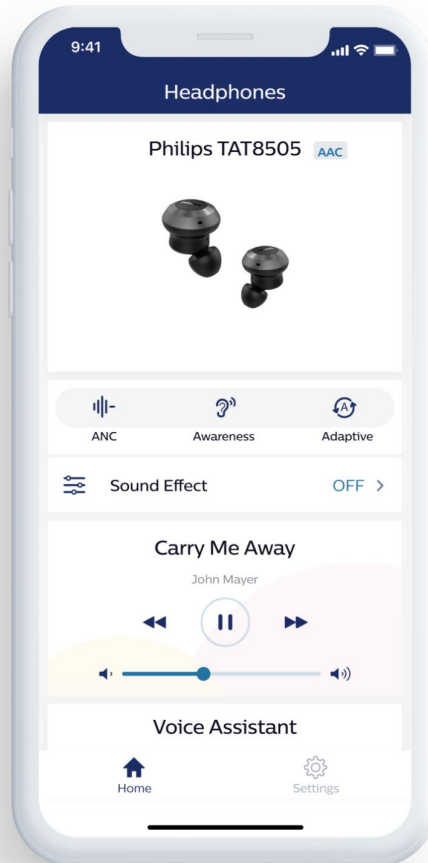 9:41
Headphones
Philips TAT8505 AAC
ANC Awareness Adaptive
Sound Effect OFF
Carry Me Away
John Mayer
Voice Assistant
Home Settings